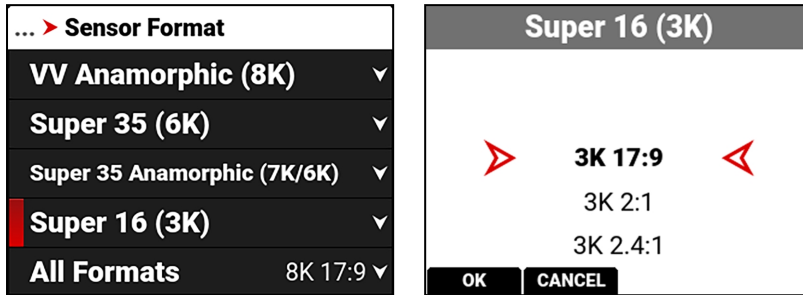 ... > Sensor Format
VV Anamorphic (8K)
Super 35 (6K)
Super 35 Anamorphic (7K/6K)
Super 16 (3K)
All Formats 8K 17:9
Super 16 (3K)
3K 17:9
3K 2:1
3K 2.4:1
OK CANCEL